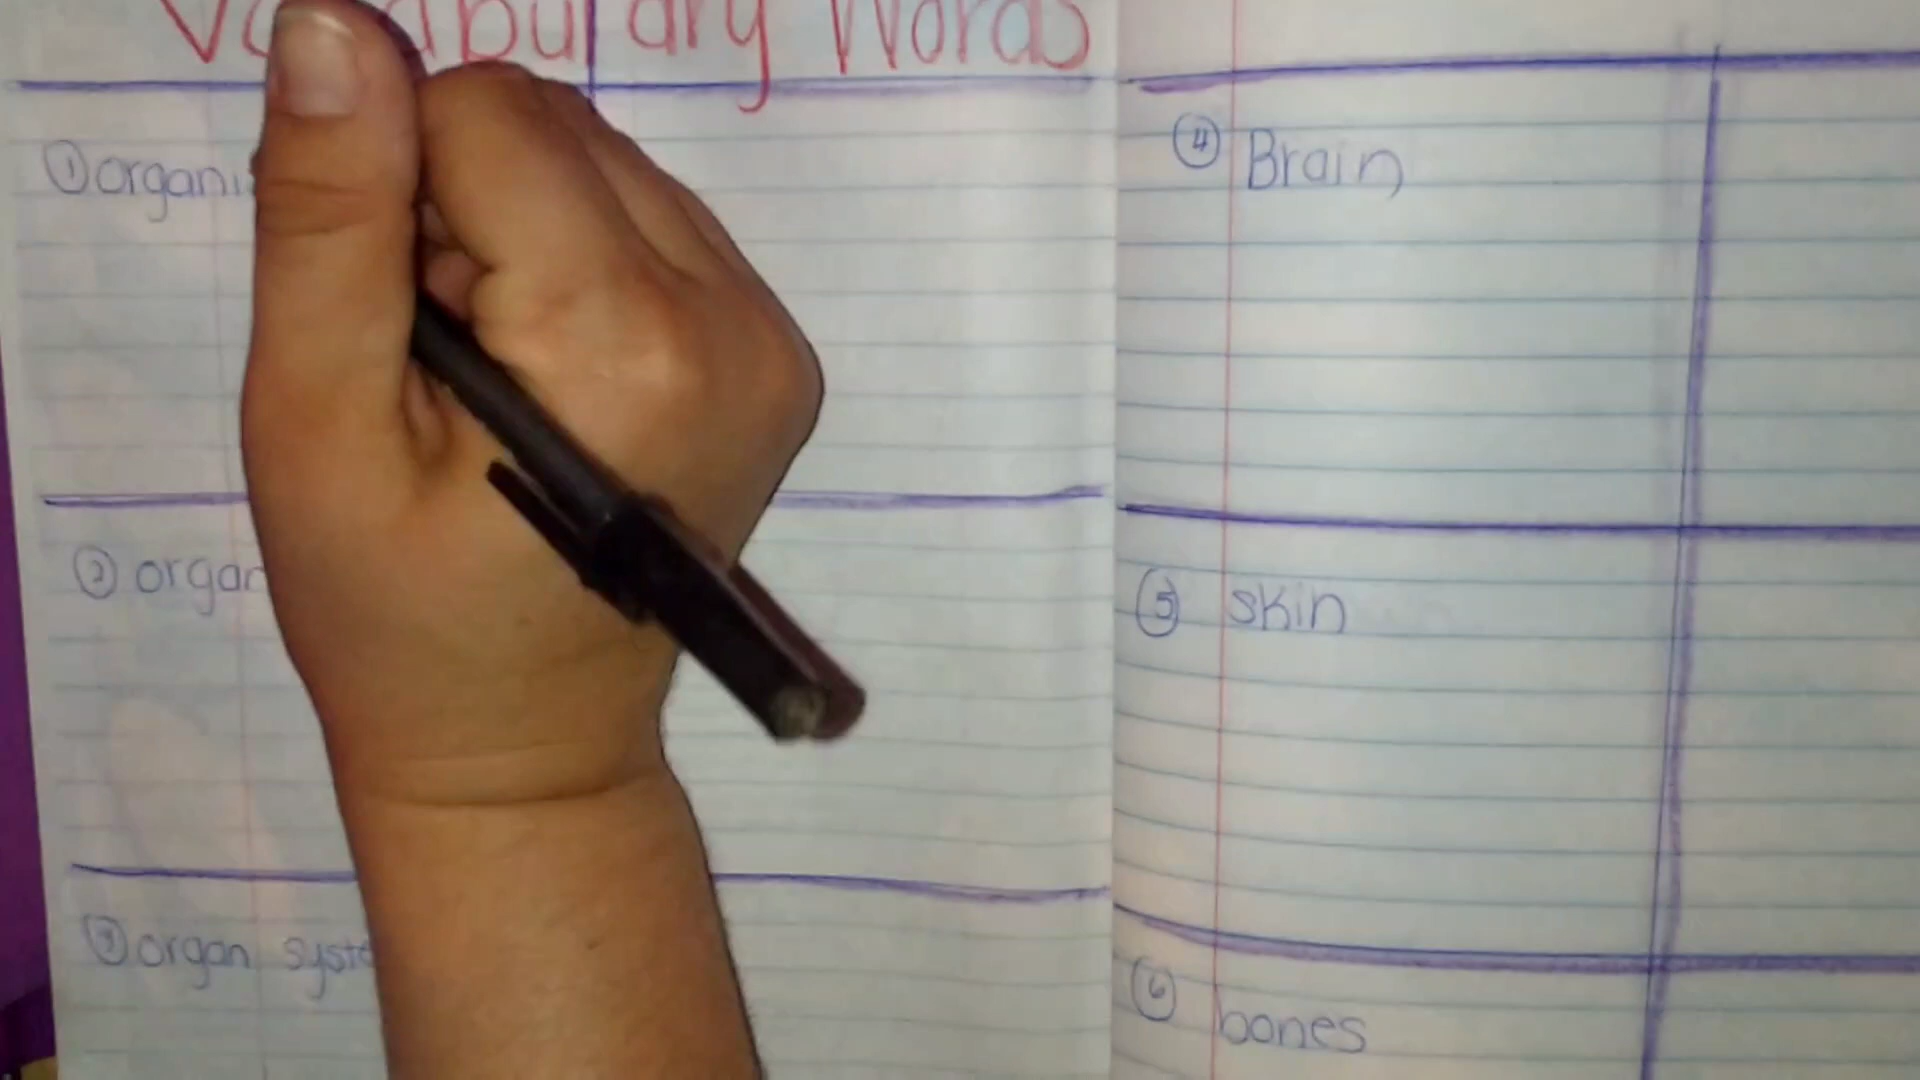 Vocabulary Words
① organi
② organ
③ organ syste
④ Brain
⑤ skin
⑥ bones